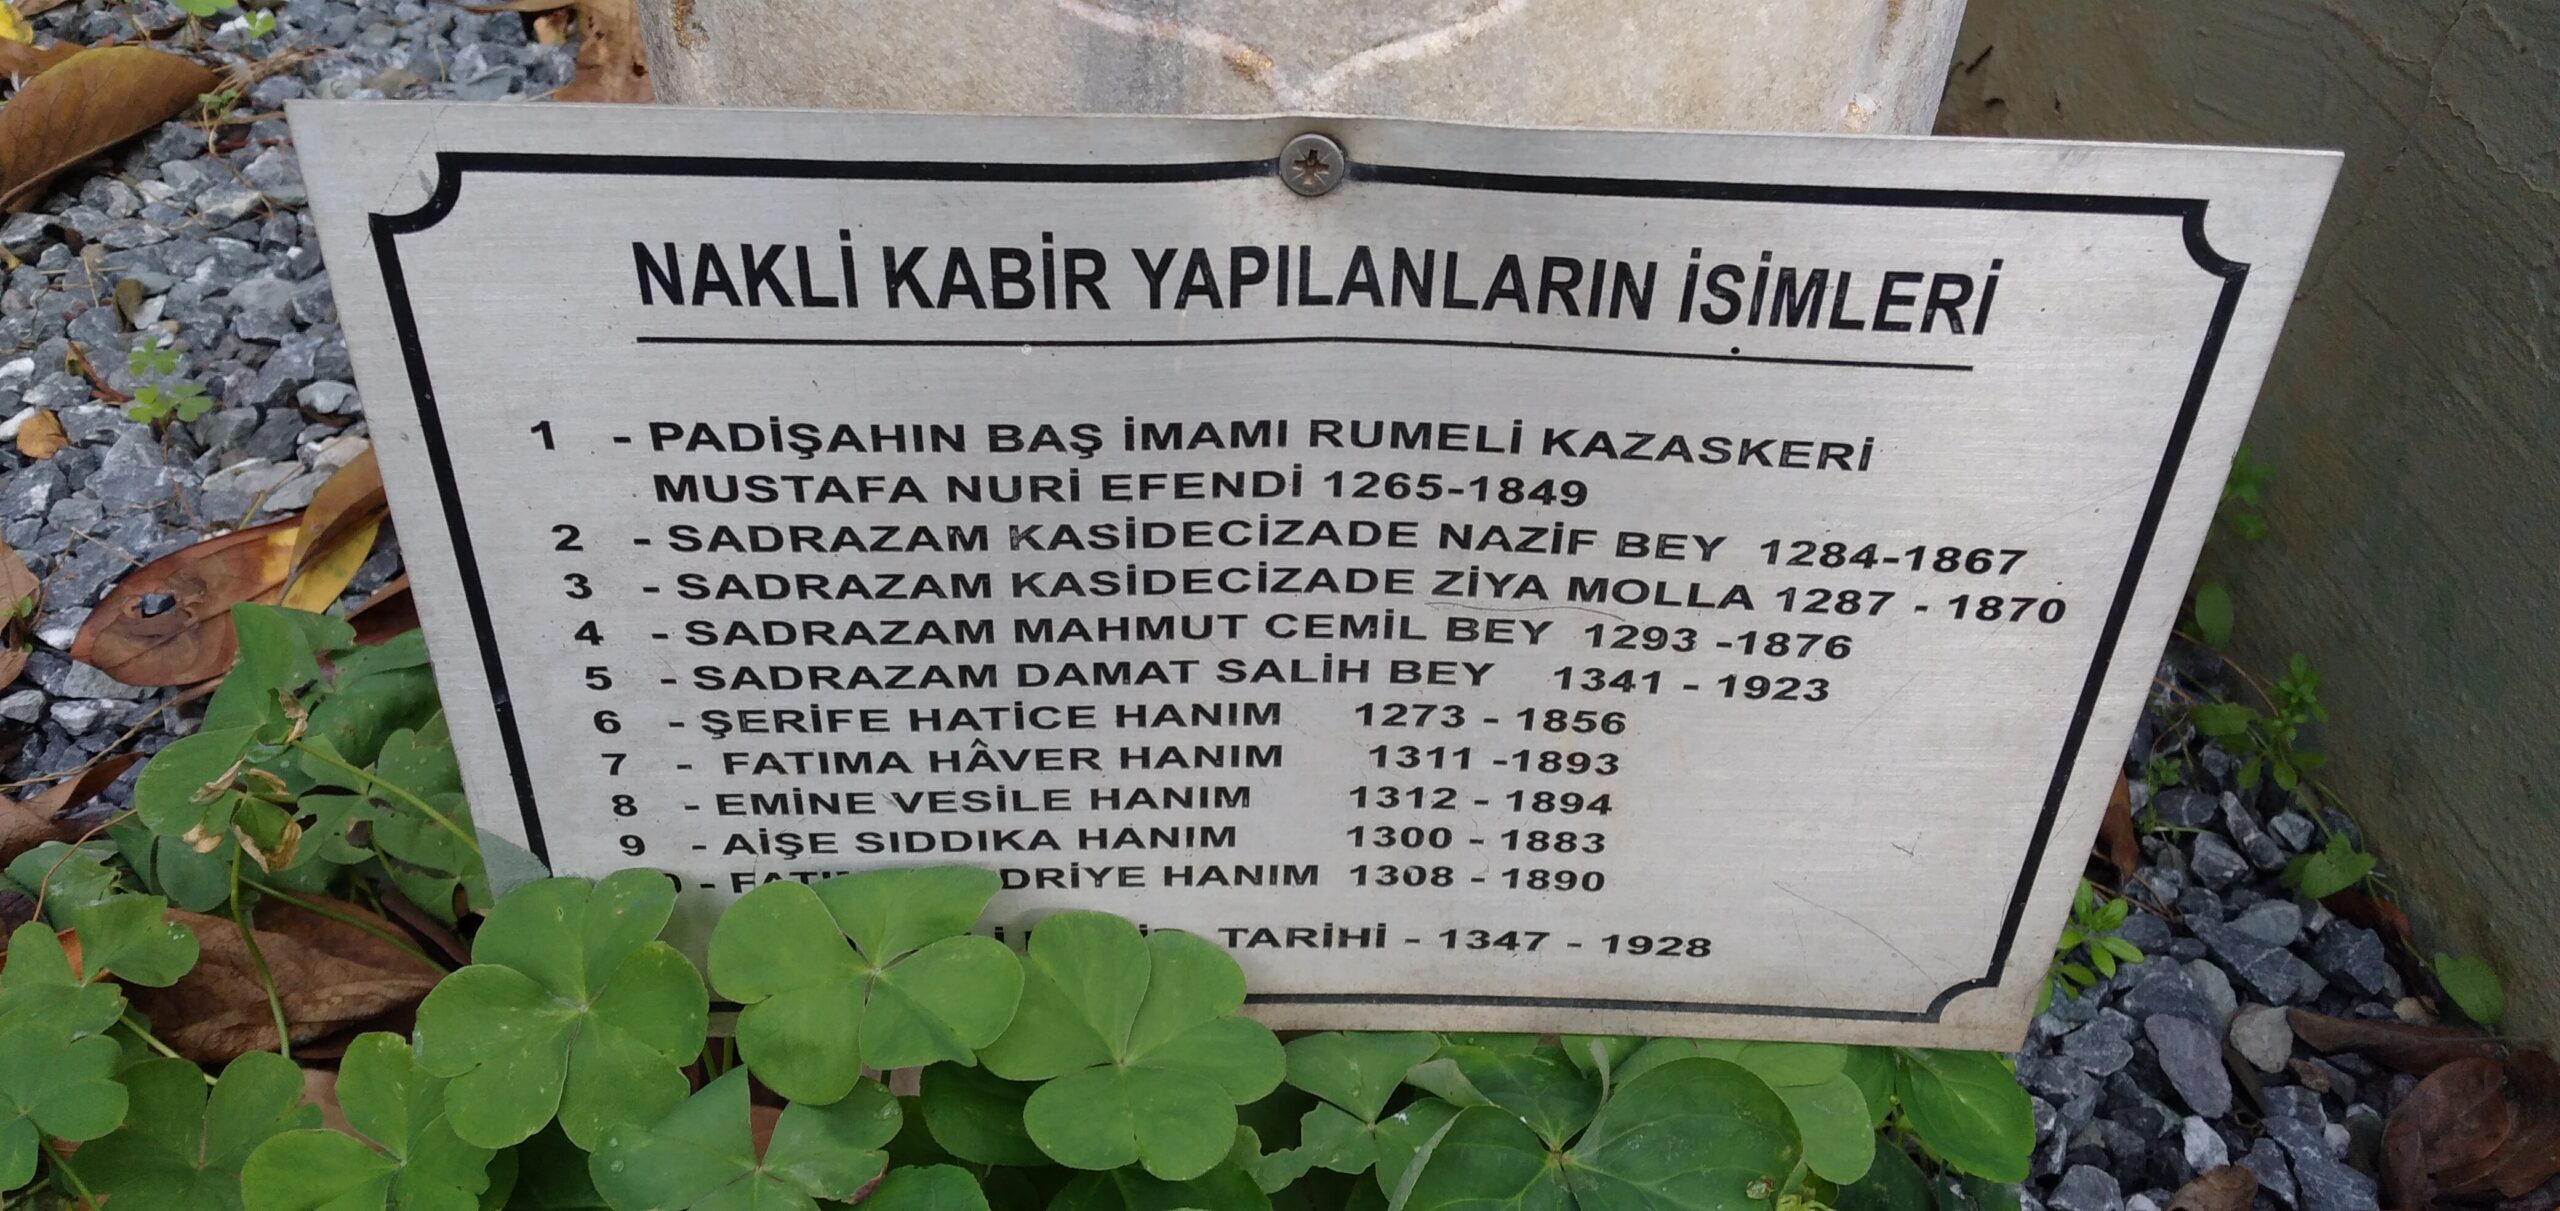 NAKLİ KABİR YAPILANLARIN İSİMLERİ
1 - PADİŞAHIN BAŞ İMAMI RUMELİ KAZASKERİ
MUSTAFA NURİ EFENDİ 1265-1849
2 - SADRAZAM KASİDECİZADE NAZİF BEY 1284-1867
3 - SADRAZAM KASİDECİZADE ZİYA MOLLA 1287 - 1870
4 - SADRAZAM MAHMUT CEMİL BEY 1293 -1876
5 - SADRAZAM DAMAT SALİH BEY 1341 - 1923
6 - ŞERİFE HATİCE HANIM 1273 - 1856
7 - FATIMA HÂVER HANIM 1311 -1893
8 - EMİNE VESİLE HANIM 1312 - 1894
9 - AİŞE SIDDIKA HANIM 1300 - 1883
- HANIM 1308 - 1890
TARİHİ - 1347 - 1928